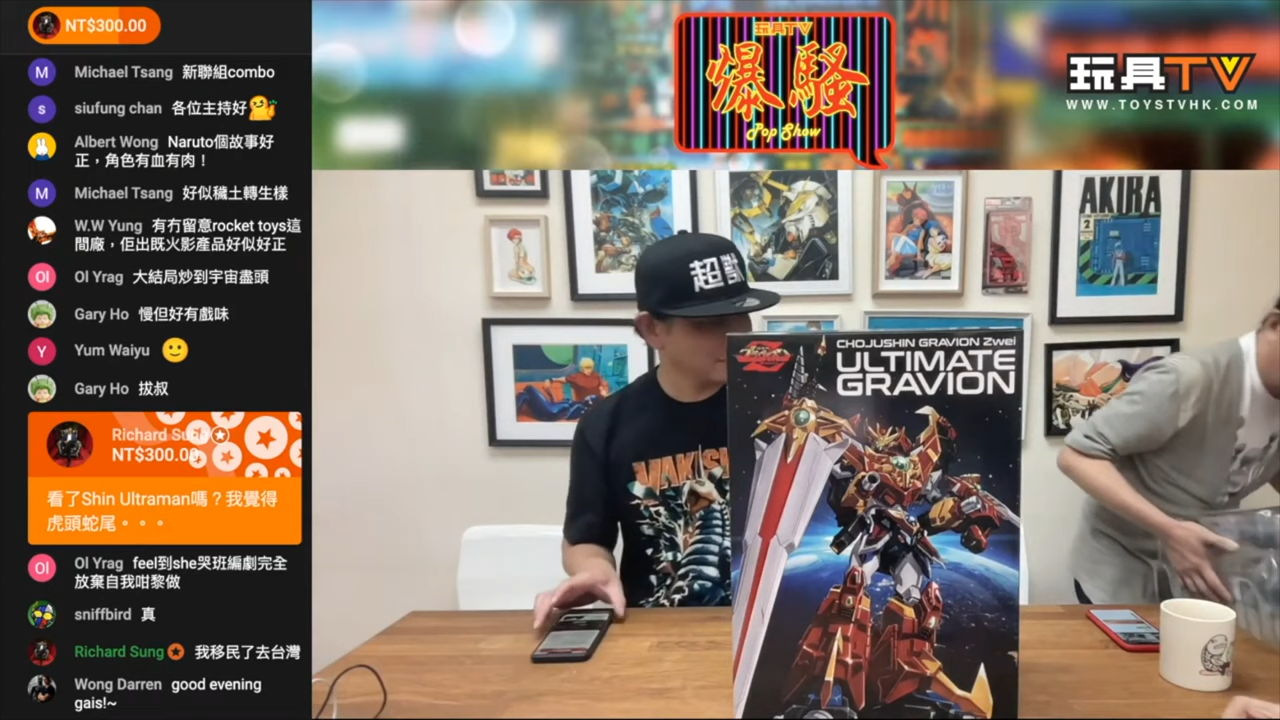 NT$300.00
Michael Tsang 新聯組combo
siufung chan 各位主持好
Albert Wong Naruto個故事好
正，角色有血有肉！
Michael Tsang 好似穢土轉生樣
W.W Yung 有冇留意rocket toys這
間廠，佢出既火影產品好似好正
Ol Yrag 大結局炒到宇宙盡頭
Gary Ho 慢但好有戲味
Yum Waiyu
Gary Ho 拔叔
Richard Sung
NT$300.00
看了Shin Ultraman嗎？我覺得
虎頭蛇尾。。。
Ol Yrag feel到she哭班編劇完全
放棄自我咁黎做
sniffbird 真
Richard Sung 我移民了去台灣
Wong Darren good evening
gais!~
玩具TV
爆騷
Pop Show
玩具TV
WWW.TOYSTVHK.COM
AKIRA
2
超獸
CHOJUSHIN GRAVION Zwei
ULTIMATE
GRAVION